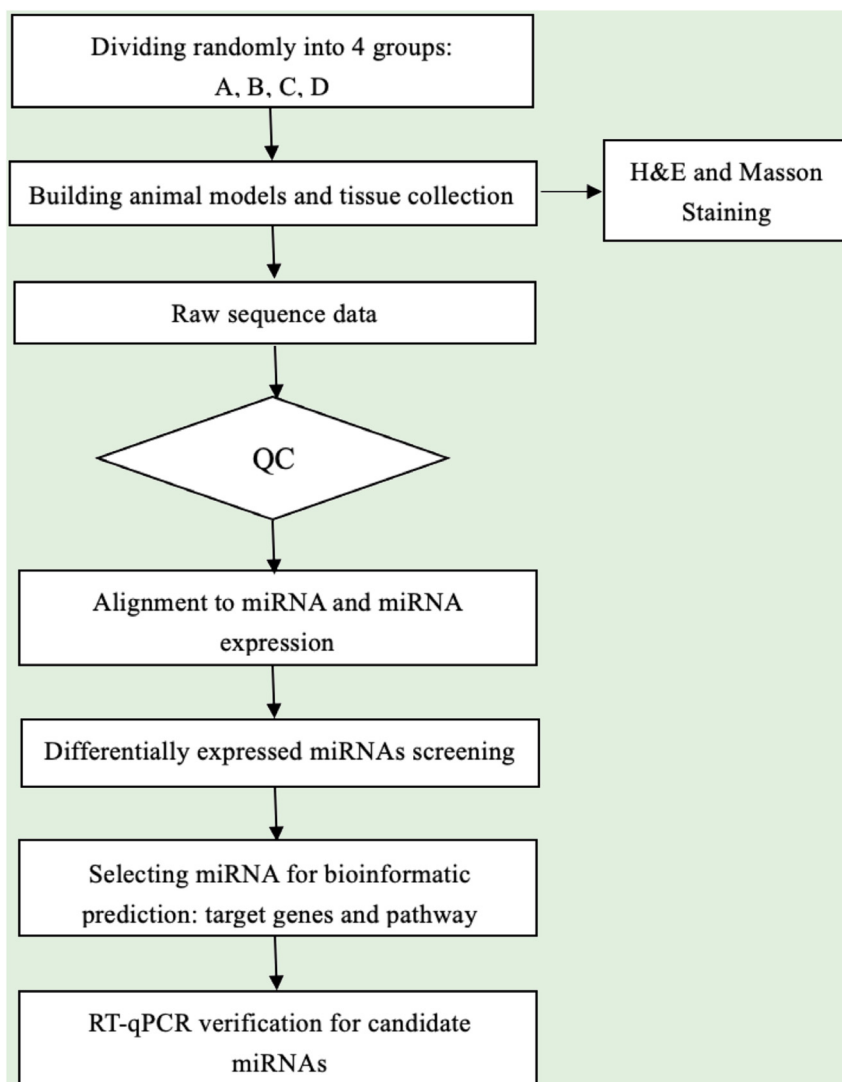 Dividing randomly into 4 groups:
A, B, C, D
Building animal models and tissue collection
H&E and Masson
Staining
Raw sequence data
QC
Alignment to miRNA and miRNA
expression
Differentially expressed miRNAs screening
Selecting miRNA for bioinformatic
prediction: target genes and pathway
RT-qPCR verification for candidate
miRNAs